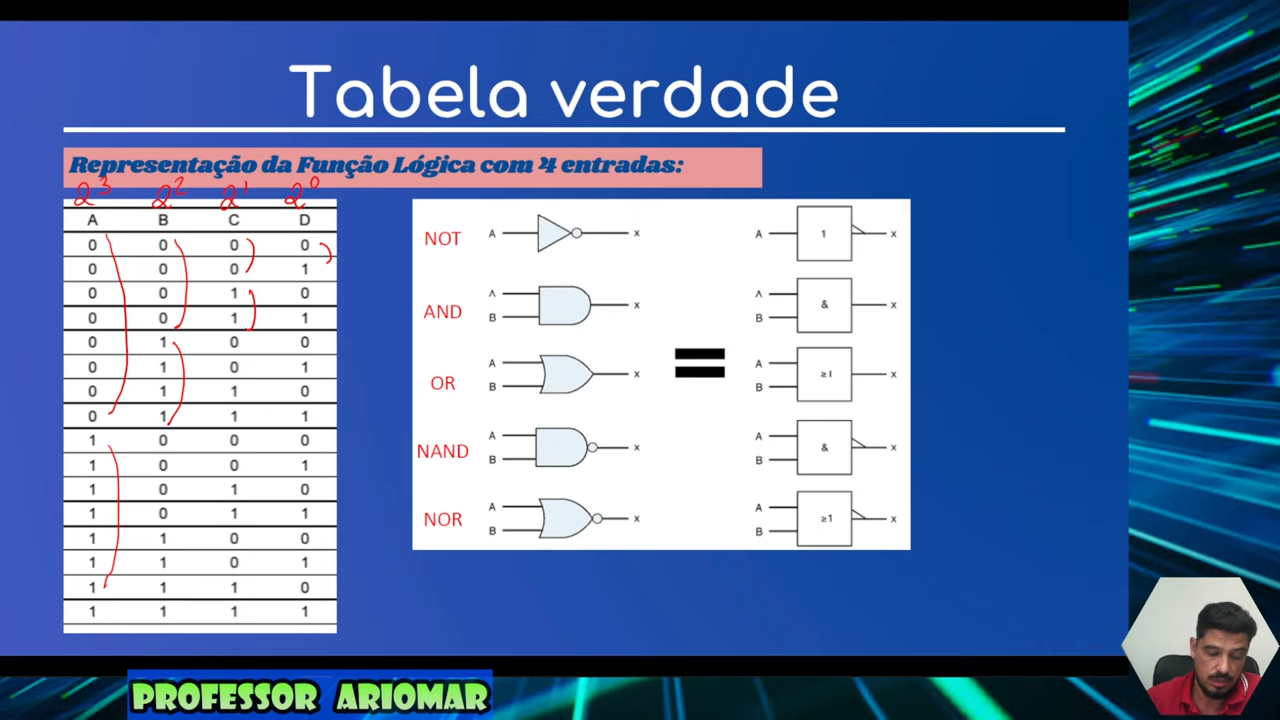 Tabela verdade
Representação da Função Lógica com 4 entradas:
2³ 2² 2¹ 2⁰
A B C D
0 0 0 0
0 0 0 1
0 0 1 0
0 0 1 1
0 1 0 0
0 1 0 1
0 1 1 0
0 1 1 1
1 0 0 0
1 0 0 1
1 0 1 0
1 0 1 1
1 1 0 0
1 1 0 1
1 1 1 0
1 1 1 1
NOT A x
AND A B x
OR A B x
NAND A B x
NOR A B x
=
A 1 x
A B & x
A B ≥1 x
A B & x
A B ≥1 x
PROFESSOR ARIOMAR